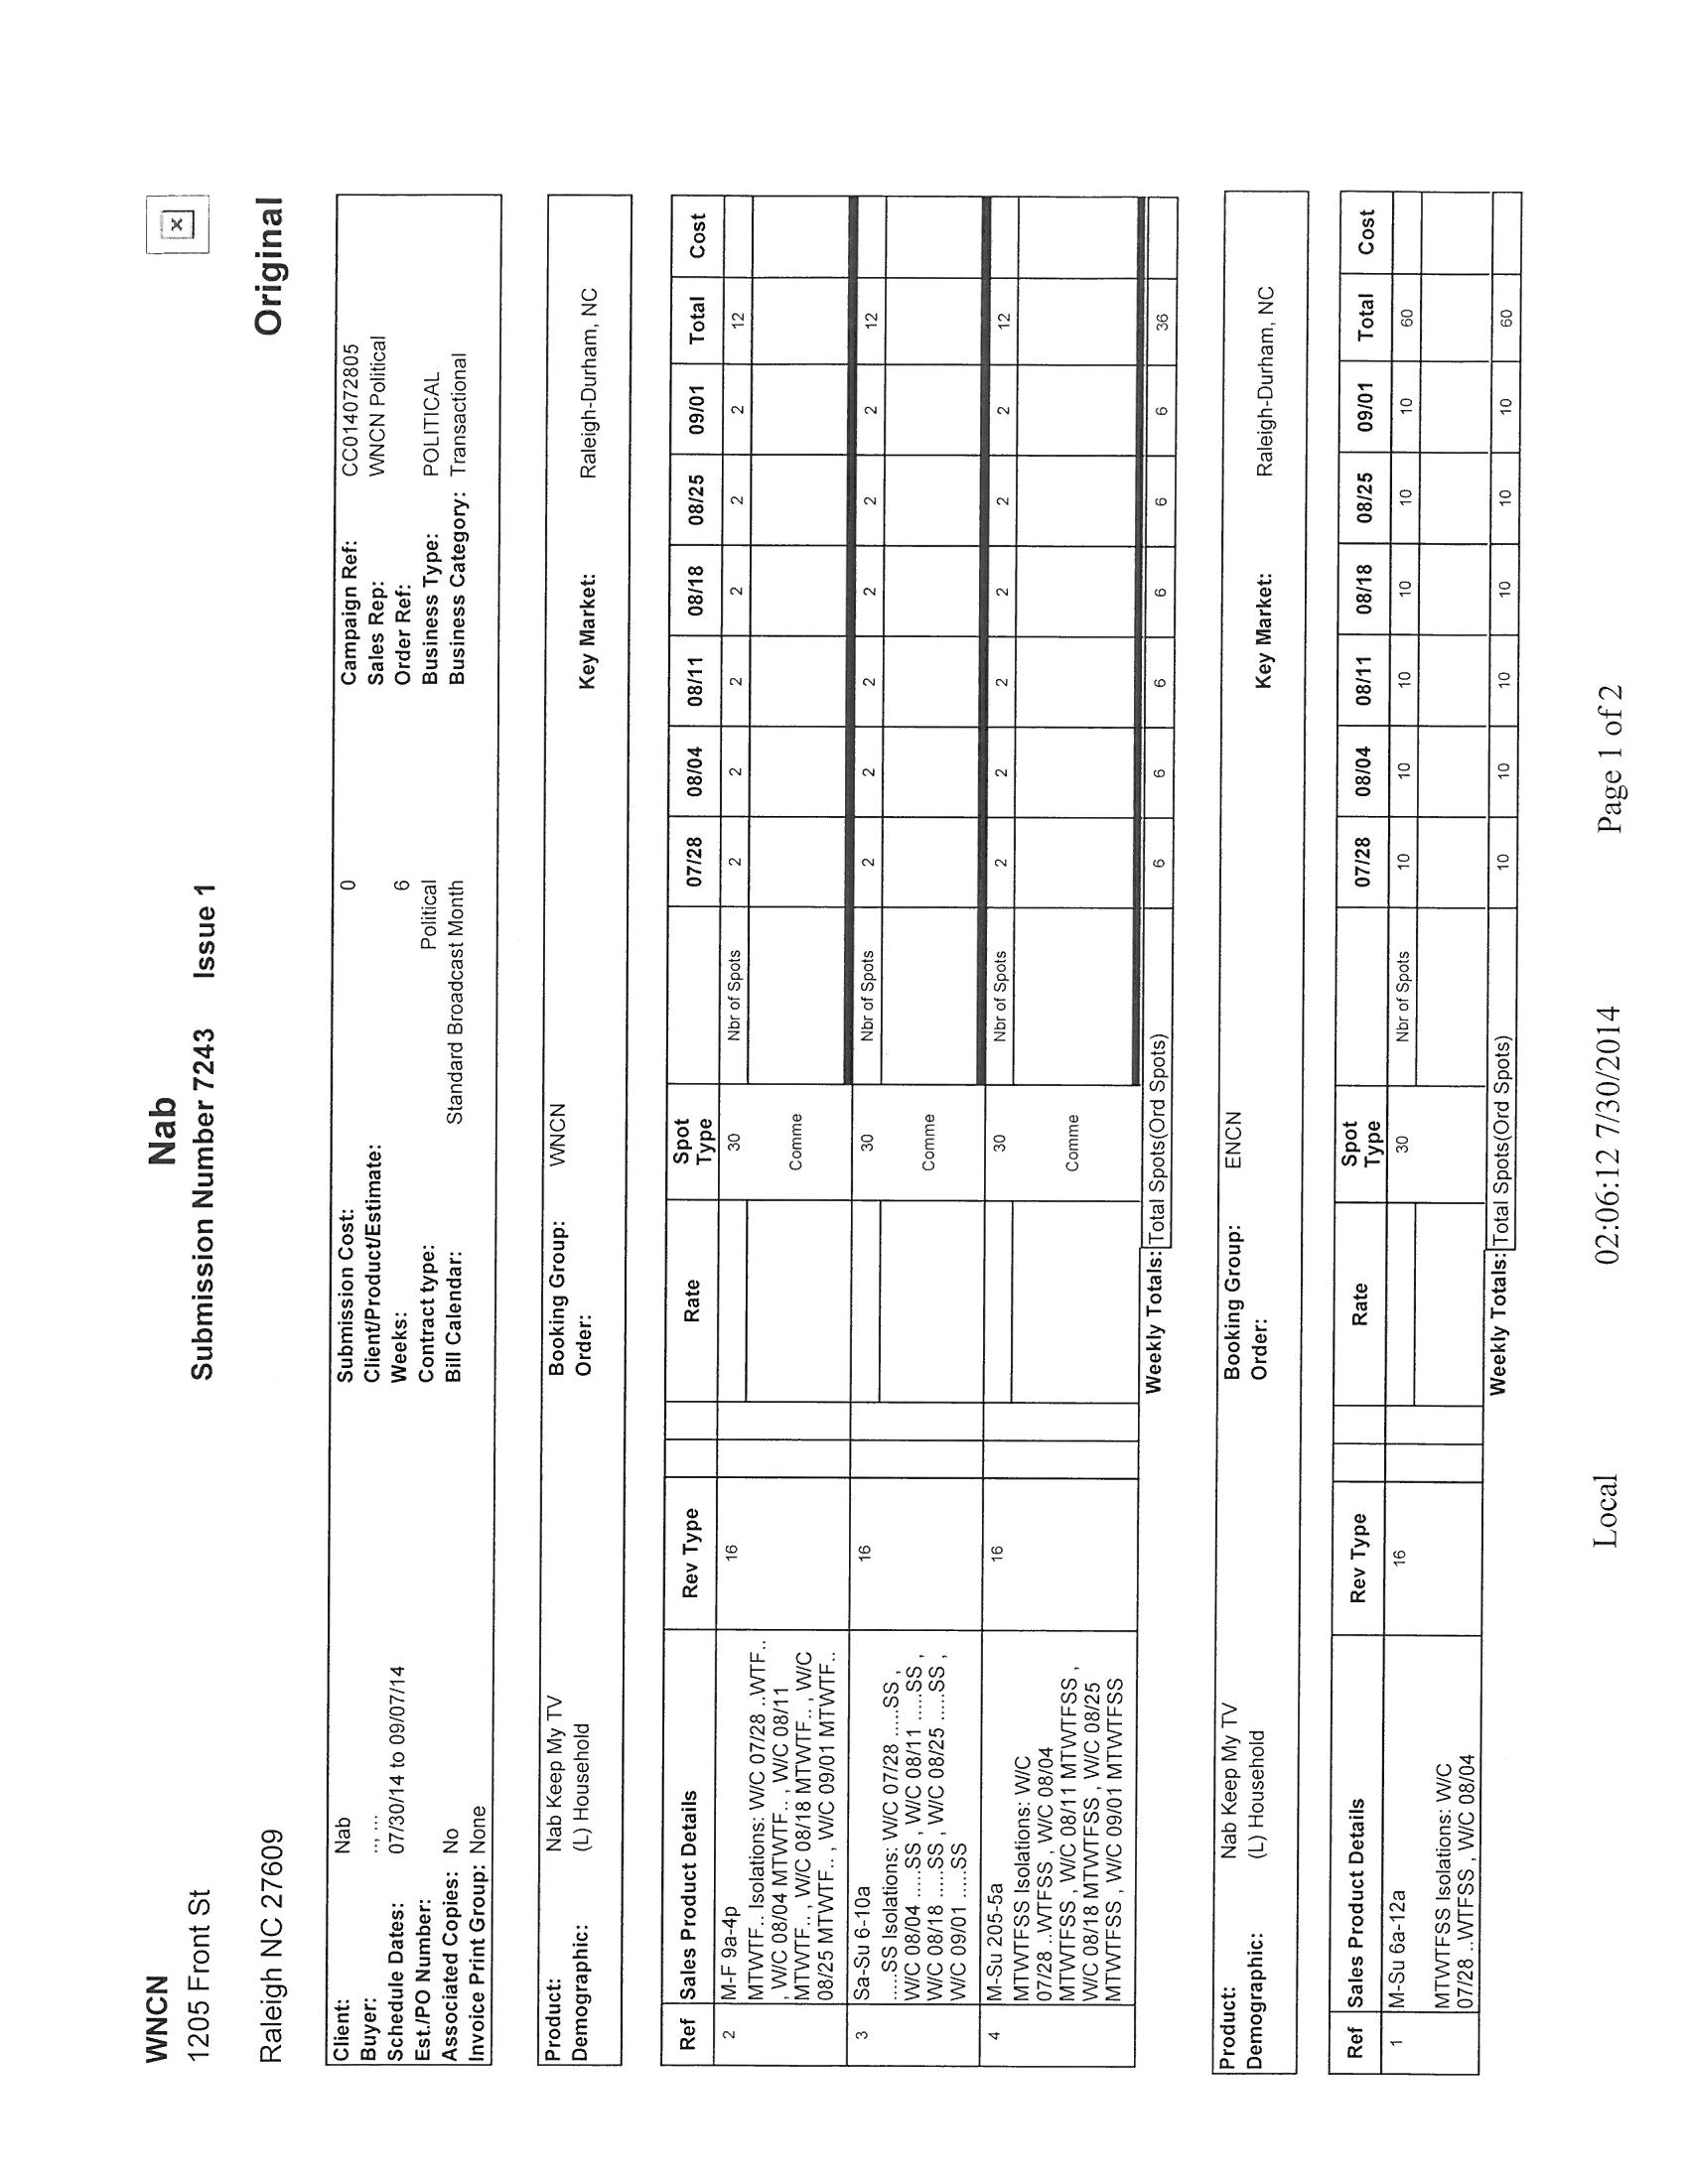 WNCN
Nab
1205 Front St
Submission Number 7243 Issue 1
Raleigh NC 27609
Original
Client: Nab
Buyer: .., ...
Schedule Dates: 07/30/14 to 09/07/14
Est./PO Number:
Associated Copies: No
Invoice Print Group: None
Submission Cost: 0
Client/Product/Estimate:
Weeks: 6
Contract type: Political
Bill Calendar: Standard Broadcast Month
Campaign Ref: CC014072805
Sales Rep: WNCN Political
Order Ref:
Business Type: POLITICAL
Business Category: Transactional
Product: Nab Keep My TV Booking Group: WNCN
Demographic: (L) Household Order: Key Market: Raleigh-Durham, NC
Ref Sales Product Details Rev Type Rate Spot Type 07/28 08/04 08/11 08/18 08/25 09/01 Total Cost
2 M-F 9a-4p 16 30 Nbr of Spots 2 2 2 2 2 2 12
MTWTF.. Isolations: W/C 07/28 ..WTF..
, W/C 08/04 MTWTF.. , W/C 08/11
MTWTF.. , W/C 08/18 MTWTF.. , W/C
08/25 MTWTF.. , W/C 09/01 MTWTF..
Comme
3 Sa-Su 6-10a 16 30 Nbr of Spots 2 2 2 2 2 2 12
.....SS Isolations: W/C 07/28 .....SS ,
W/C 08/04 .....SS , W/C 08/11 .....SS ,
W/C 08/18 .....SS , W/C 08/25 .....SS ,
W/C 09/01 .....SS
Comme
4 M-Su 205-5a 16 30 Nbr of Spots 2 2 2 2 2 2 12
MTWTFSS Isolations: W/C
07/28 ..WTFSS , W/C 08/04
MTWTFSS , W/C 08/11 MTWTFSS ,
W/C 08/18 MTWTFSS , W/C 08/25
MTWTFSS , W/C 09/01 MTWTFSS
Comme
Weekly Totals: Total Spots(Ord Spots) 6 6 6 6 6 6 36
Product: Nab Keep My TV Booking Group: ENCN
Demographic: (L) Household Order: Key Market: Raleigh-Durham, NC
Ref Sales Product Details Rev Type Rate Spot Type 07/28 08/04 08/11 08/18 08/25 09/01 Total Cost
1 M-Su 6a-12a 16 30 Nbr of Spots 10 10 10 10 10 10 60
MTWTFSS Isolations: W/C
07/28 ..WTFSS , W/C 08/04
Weekly Totals: Total Spots(Ord Spots) 10 10 10 10 10 10 60
Local 02:06:12 7/30/2014 Page 1 of 2